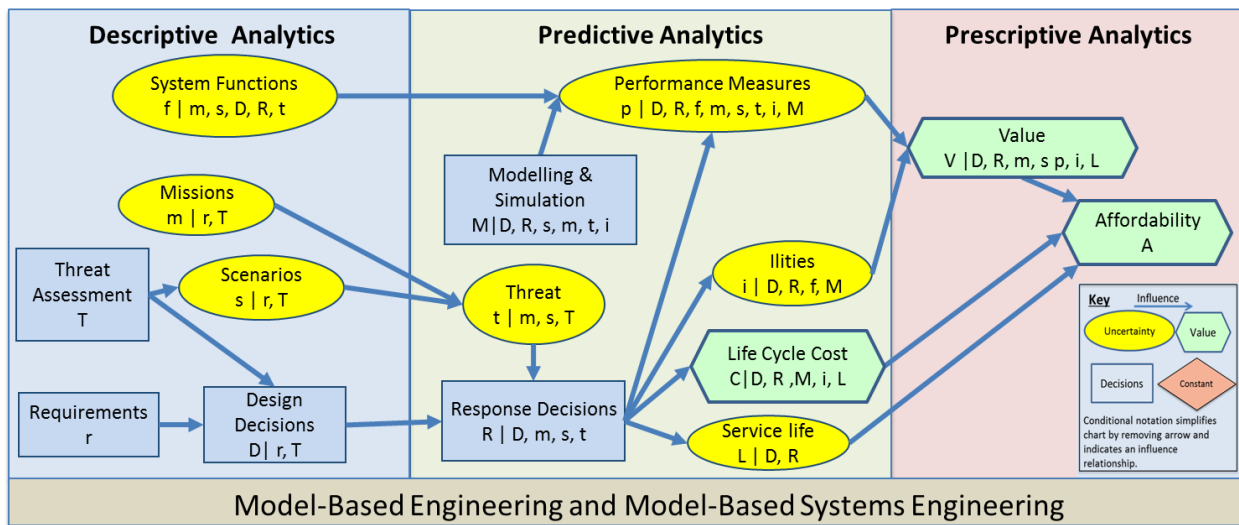 Descriptive Analytics
System Functions
f | m, s, D, R, t
Missions
m | r, T
Threat
Assessment
T
Scenarios
s | r, T
Requirements
r
Design
Decisions
D| r, T
Predictive Analytics
Performance Measures
p | D, R, f, m, s, t, i, M
Modelling &
Simulation
M|D, R, s, m, t, i
Threat
t | m, s, T
Ilities
i | D, R, f, M
Life Cycle Cost
C|D, R ,M, i, L
Response Decisions
R | D, m, s, t
Service life
L | D, R
Prescriptive Analytics
Value
V |D, R, m, s p, i, L
Affordability
A
Key
Influence
Uncertainty
Value
Decisions
Constant
Conditional notation simplifies
chart by removing arrow and
indicates an influence
relationship.
Model-Based Engineering and Model-Based Systems Engineering